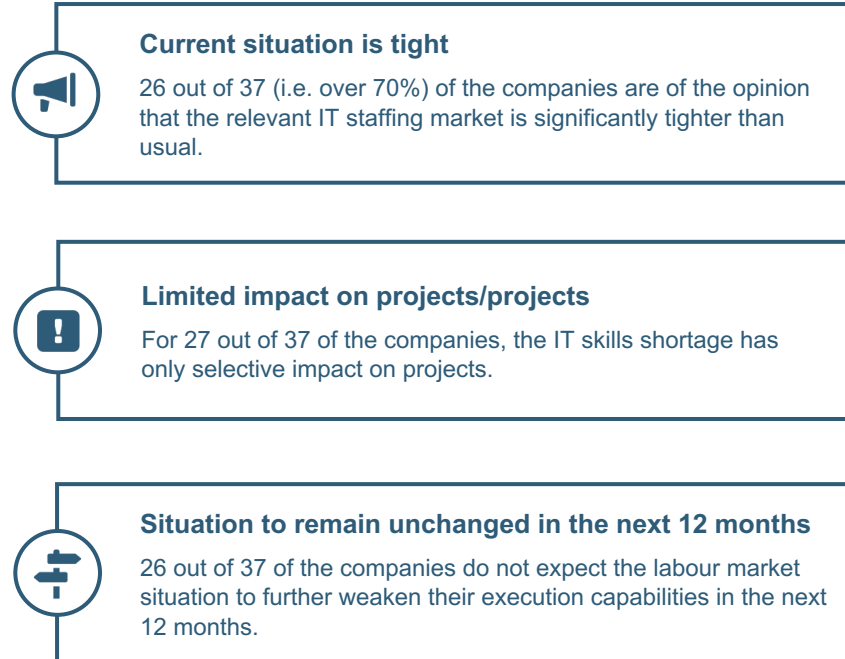 Current situation is tight
26 out of 37 (i.e. over 70%) of the companies are of the opinion
that the relevant IT staffing market is significantly tighter than
usual.
Limited impact on projects/projects
For 27 out of 37 of the companies, the IT skills shortage has
only selective impact on projects.
Situation to remain unchanged in the next 12 months
26 out of 37 of the companies do not expect the labour market
situation to further weaken their execution capabilities in the next
12 months.